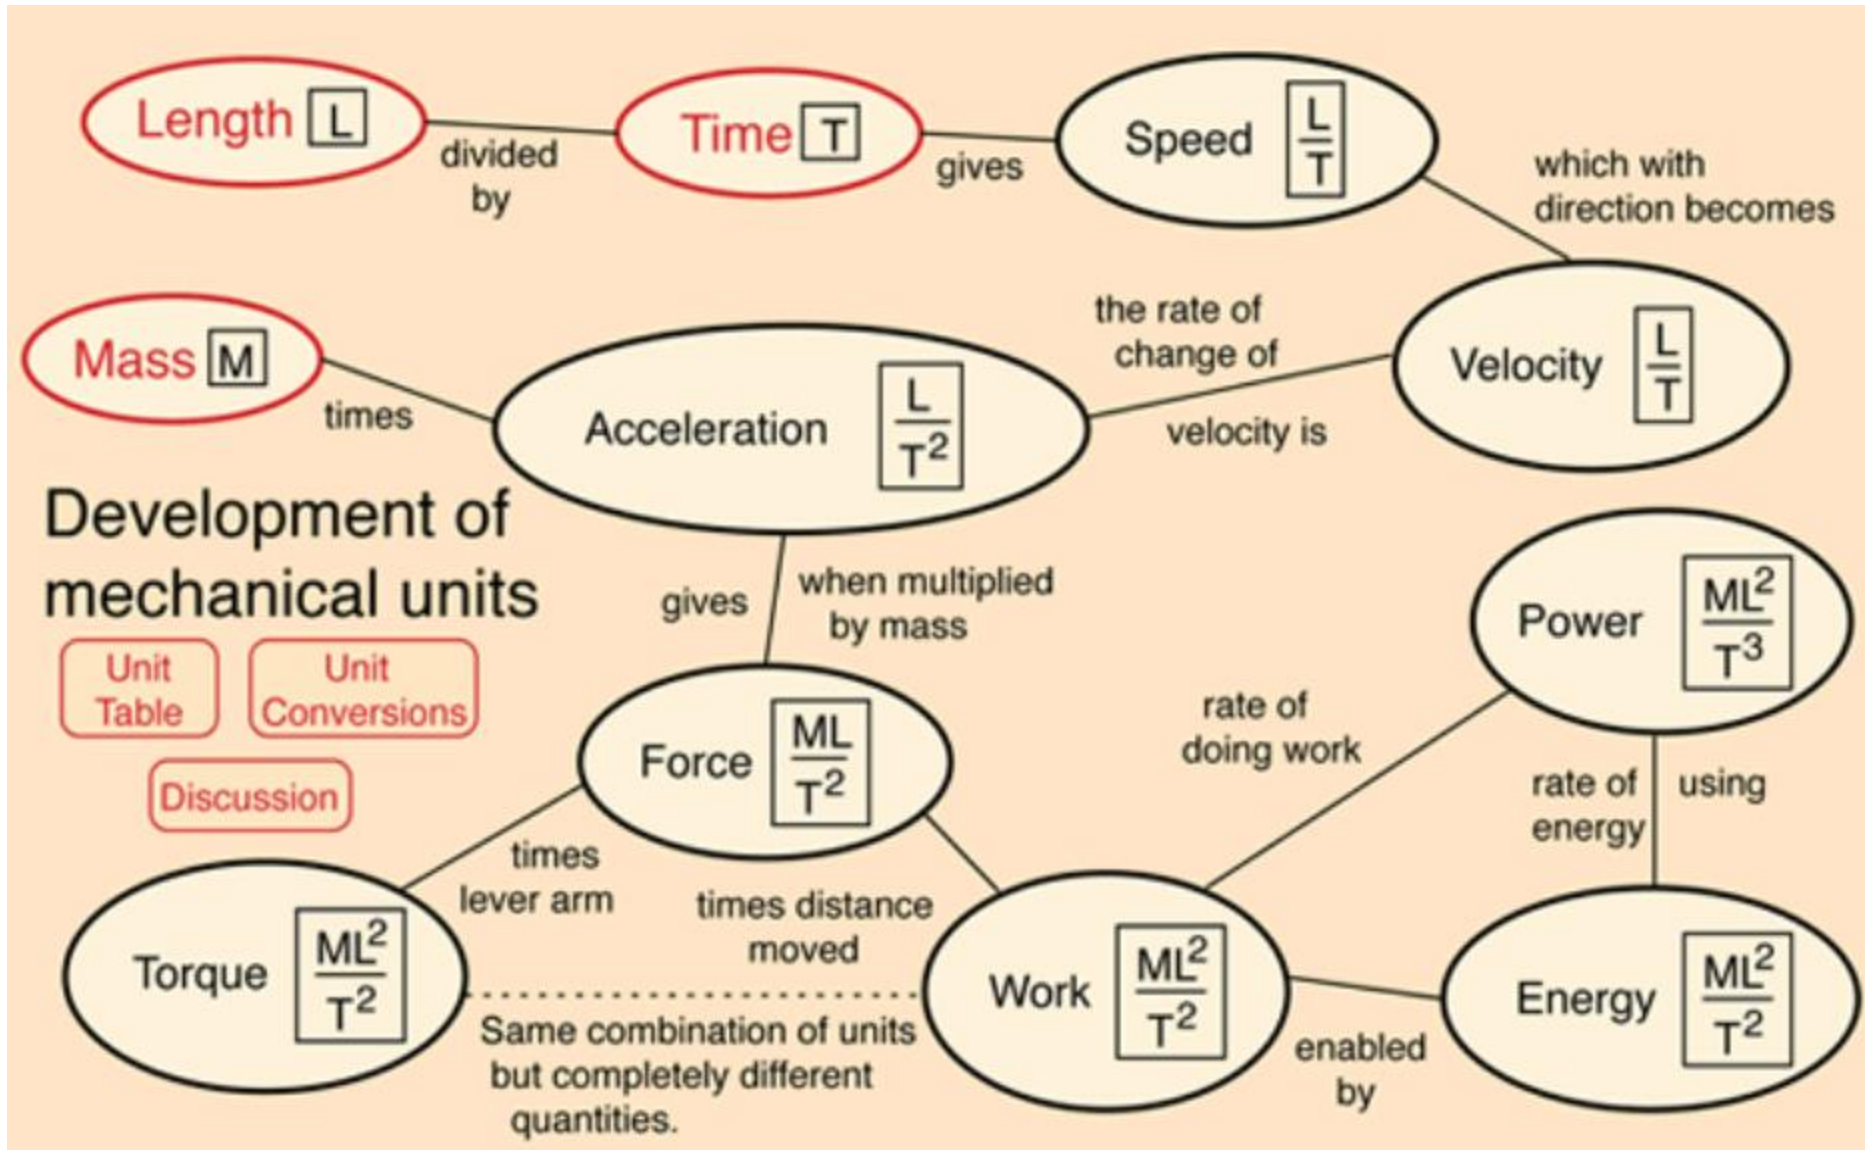 Length L
divided
by
Time T
gives
Speed L
T
which with
direction becomes
Mass M
times
Acceleration L
T²
the rate of
change of
velocity is
Velocity L
T
Development of
mechanical units
Unit
Table
Unit
Conversions
Discussion
gives
when multiplied
by mass
Force ML
T²
rate of
doing work
Power ML²
T³
rate of
energy
using
times
lever arm
times distance
moved
Torque ML²
T²
Same combination of units
but completely different
quantities.
Work ML²
T²
enabled
by
Energy ML²
T²